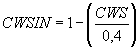 CWSIN = 1 − (CWS / 0,4)